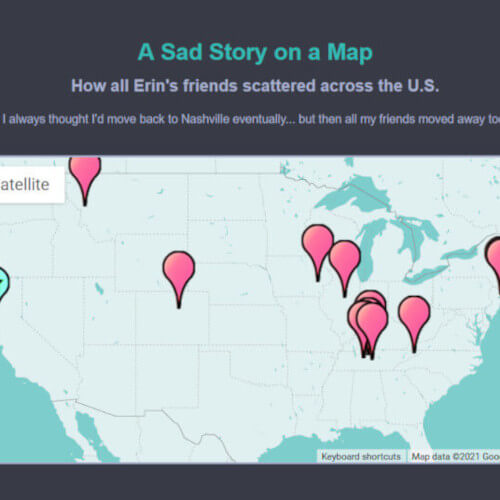 A Sad Story on a Map
How all Erin's friends scattered across the U.S.
I always thought I'd move back to Nashville eventually... but then all my friends moved away too
atellite
Keyboard shortcuts
Map data ©2021 Goo